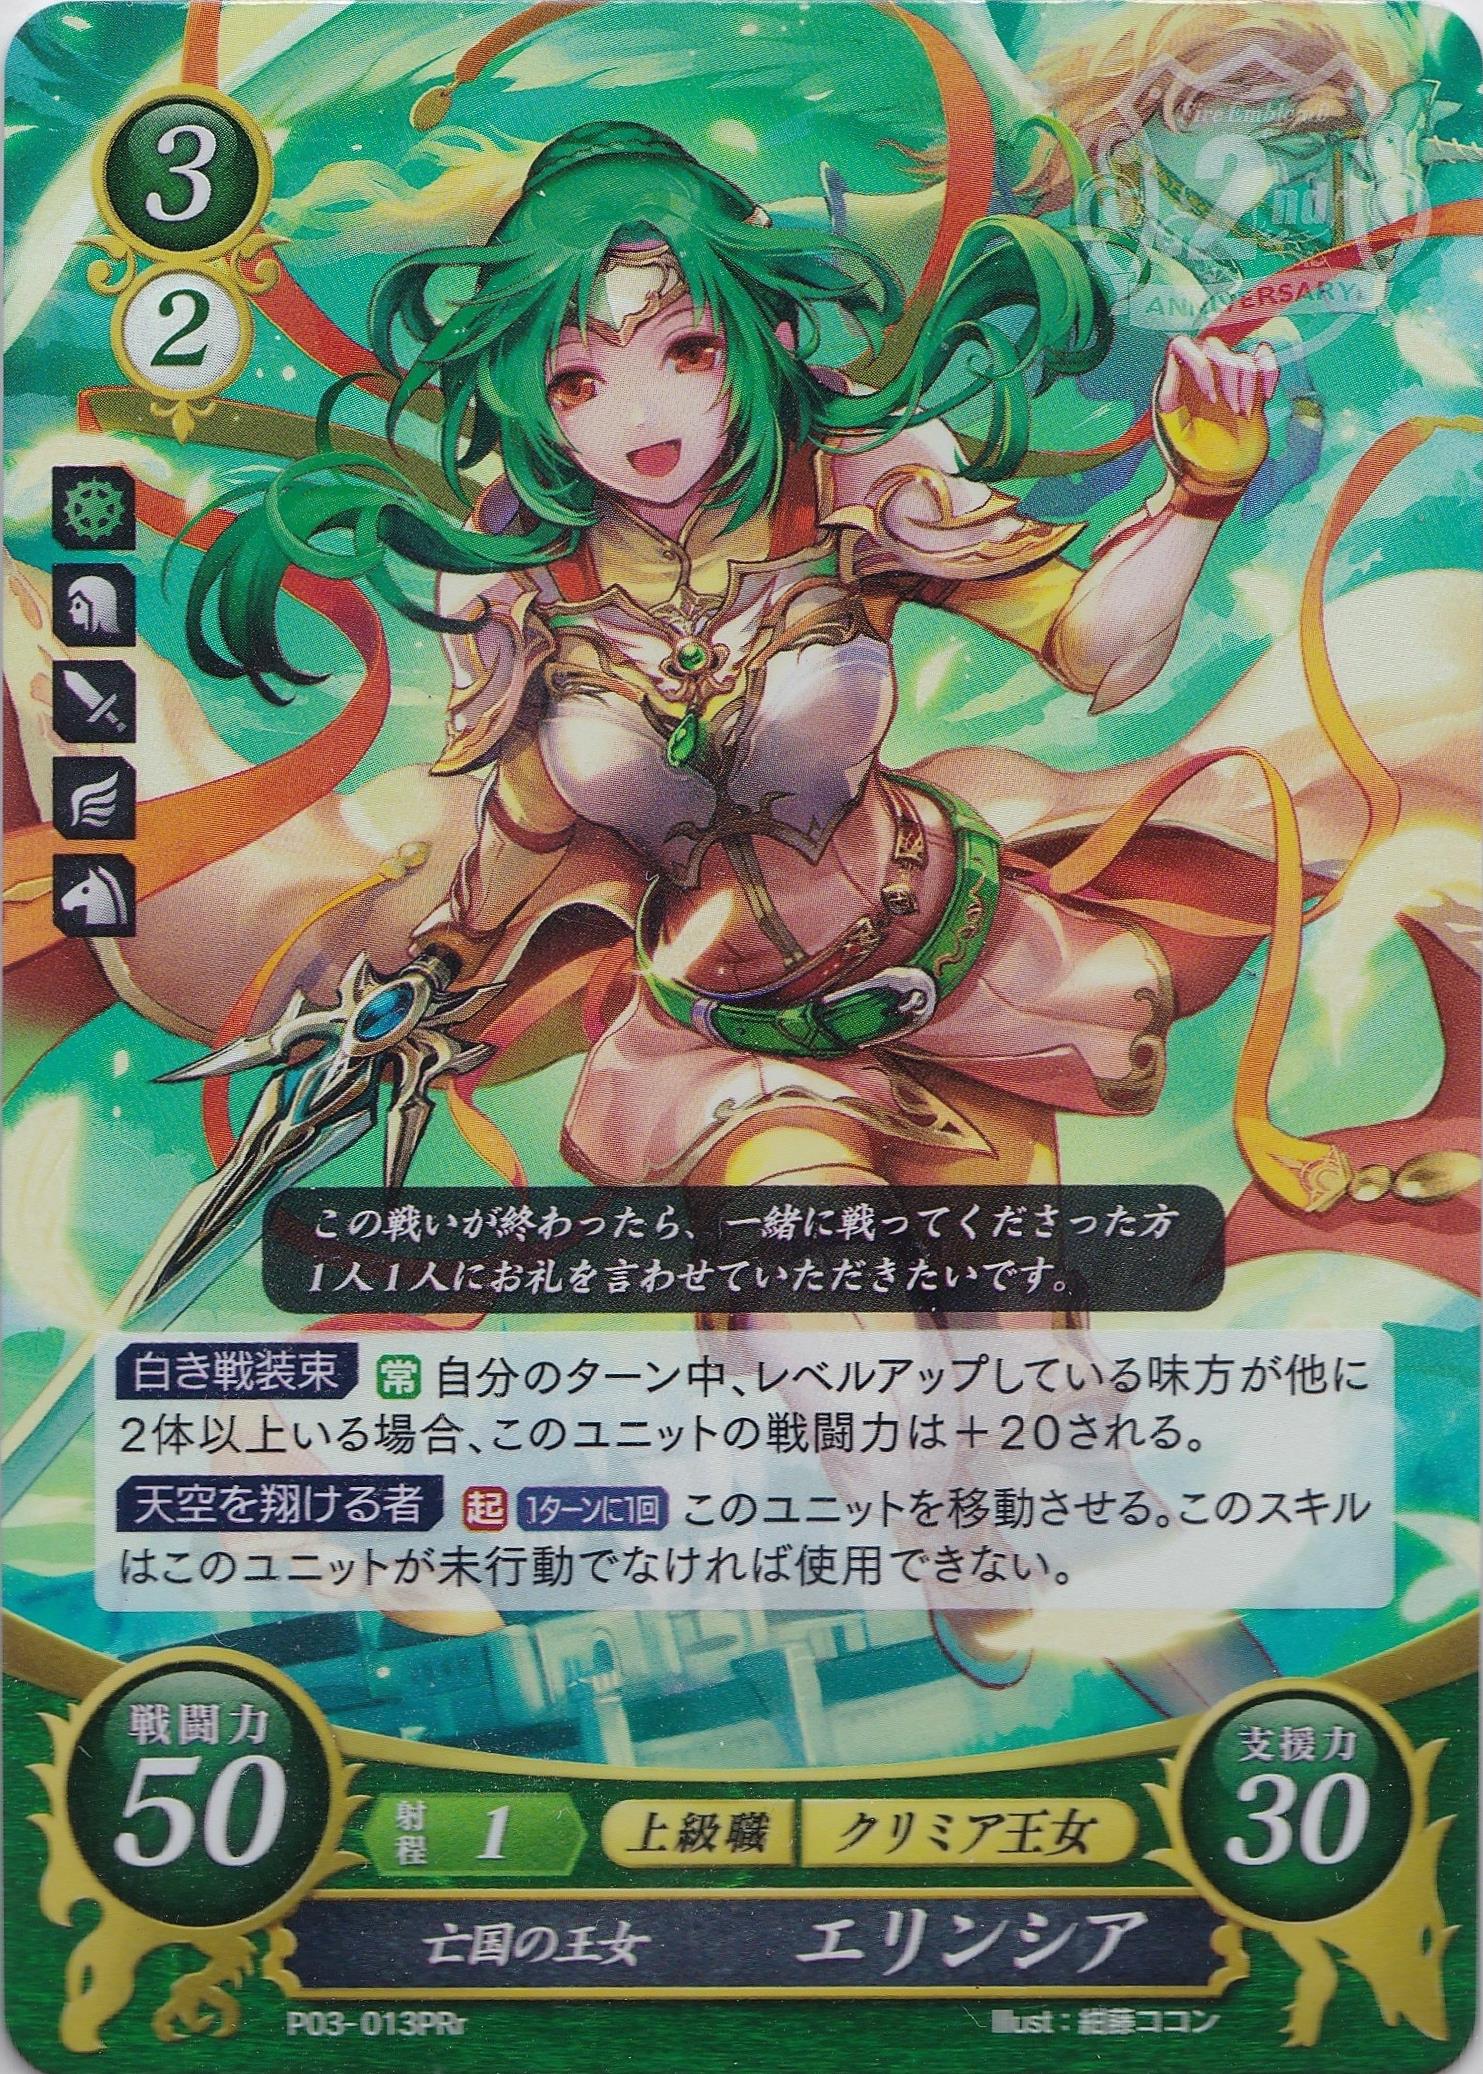 3
2
Fire Emblem 0
2nd
ANNIVERSARY
この戦いが終わったら、一緒に戦ってくださった方
1人1人にお礼を言わせていただきたいです。
白き戦装束 常 自分のターン中、レベルアップしている味方が他に
2体以上いる場合、このユニットの戦闘力は＋20される。
天空を翔ける者 起 1ターンに1回 このユニットを移動させる。このスキル
はこのユニットが未行動でなければ使用できない。
戦闘力
50
支援力
30
射程 1 上級職 クリミア王女
亡国の王女 エリンシア
P03-013PRr
Illust：紺藤ココン